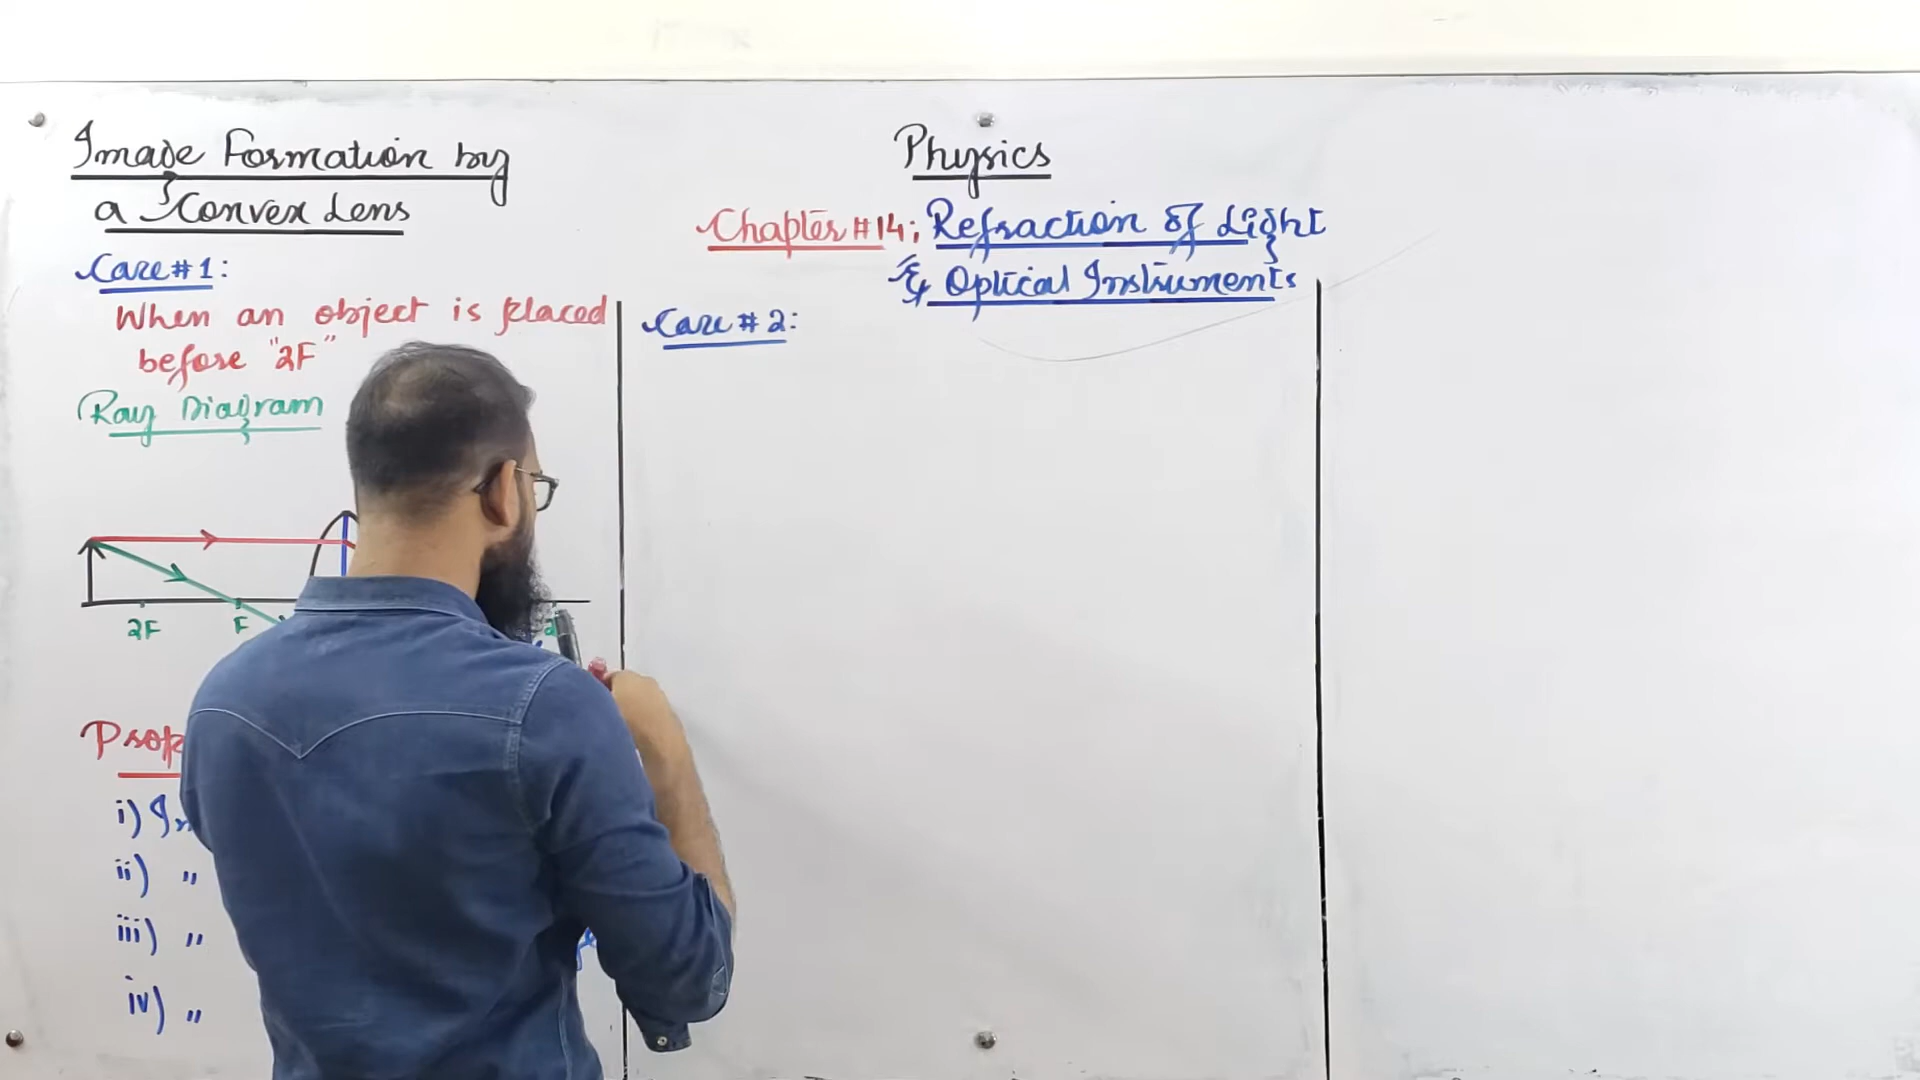 Image Formation by
a Convex Lens
Case #1:
When an object is placed
before "2F"
Ray Diagram
2F F
i)
ii) "
iii) "
iv) "
Physics
Chapter #14: Refraction of Light
& Optical Instruments
Case #2: